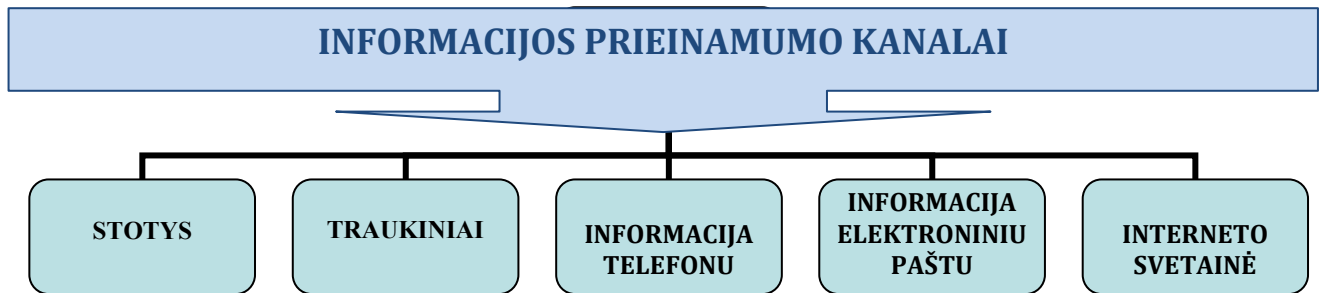 INFORMACIJOS PRIEINAMUMO KANALAI
STOTYS
TRAUKINIAI
INFORMACIJA
TELEFONU
INFORMACIJA
ELEKTRONINIU
PAŠTU
INTERNETO
SVETAINĖ